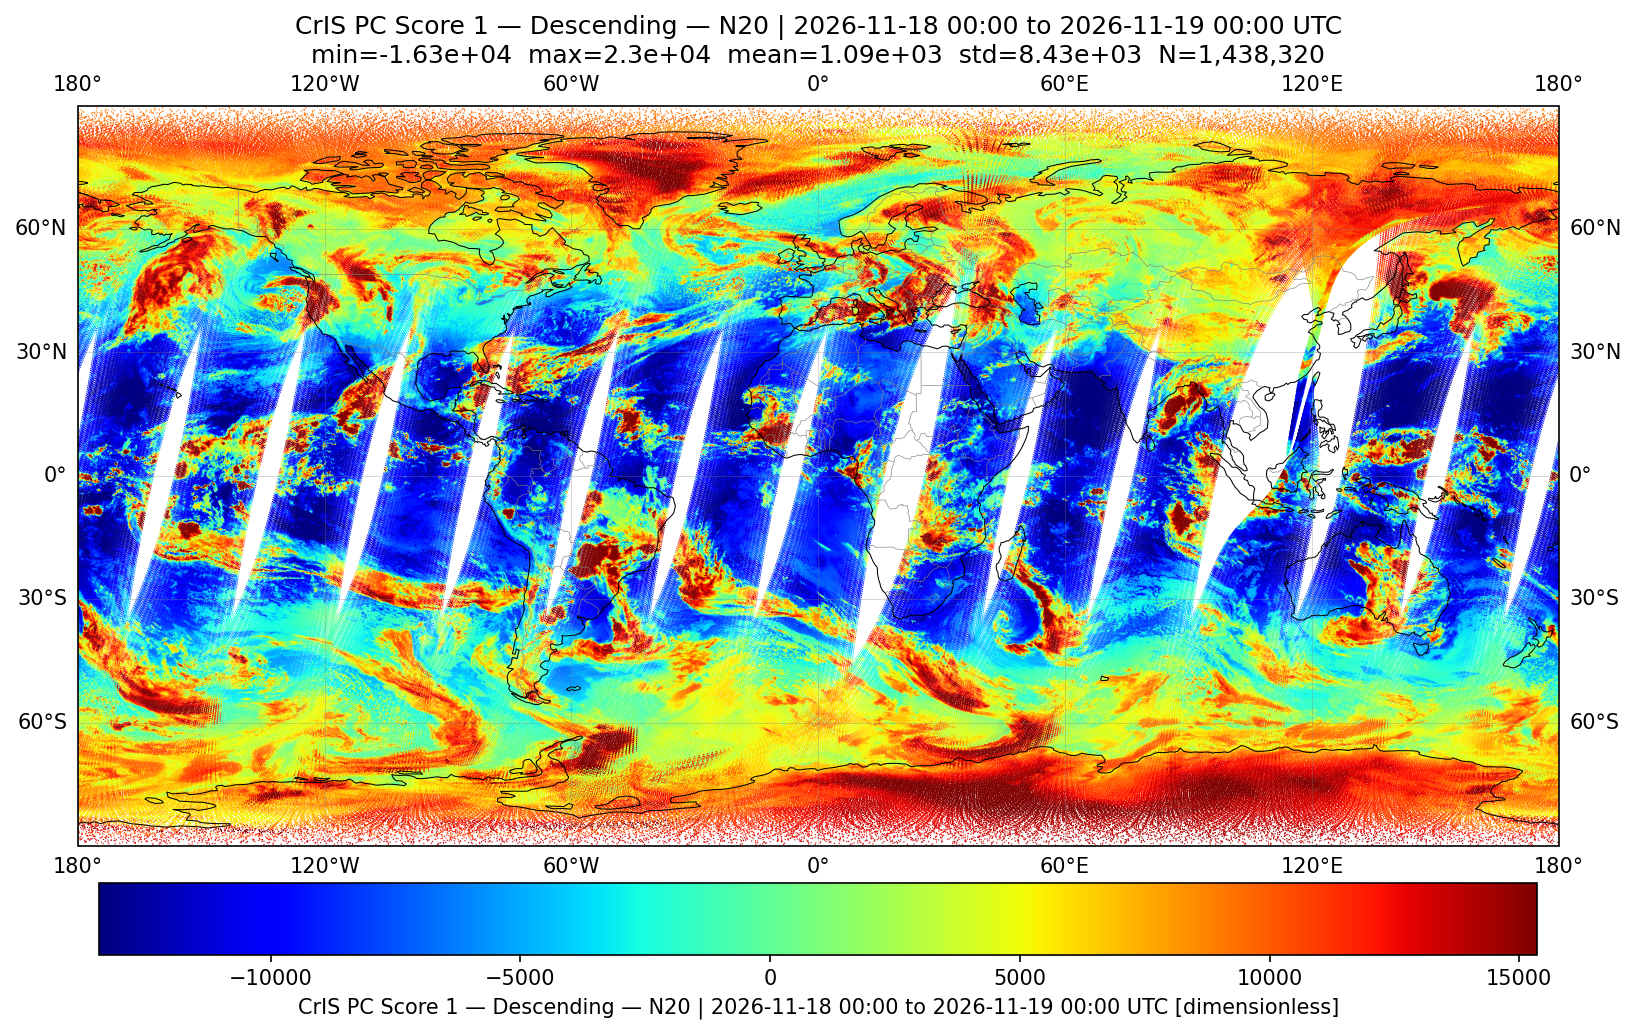 CrIS PC Score 1 — Descending — N20 | 2026-11-18 00:00 to 2026-11-19 00:00 UTC
min=-1.63e+04 max=2.3e+04 mean=1.09e+03 std=8.43e+03 N=1,438,320
180° 120°W 60°W 0° 60°E 120°E 180°
60°N 60°N
30°N 30°N
0° 0°
30°S 30°S
60°S 60°S
180° 120°W 60°W 0° 60°E 120°E 180°
−10000 −5000 0 5000 10000 15000
CrIS PC Score 1 — Descending — N20 | 2026-11-18 00:00 to 2026-11-19 00:00 UTC [dimensionless]